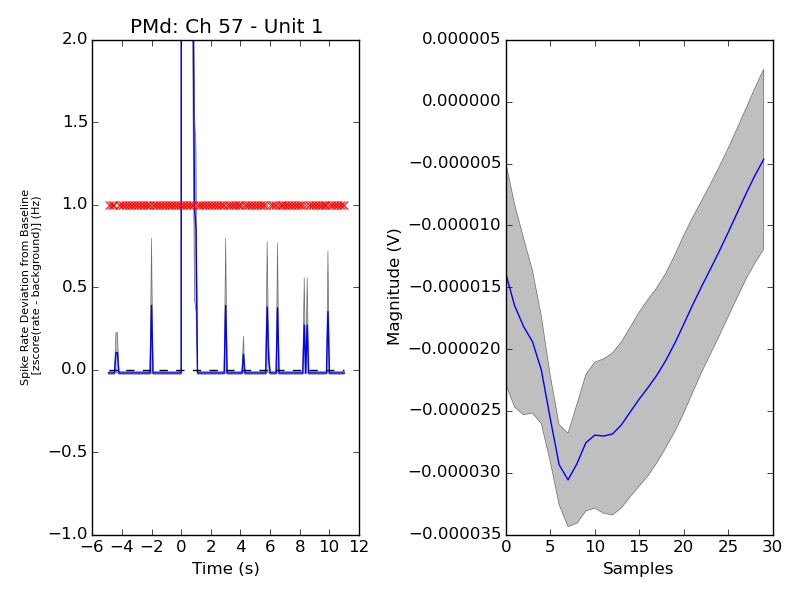 PMd: Ch 57 - Unit 1
2.0
1.5
1.0
0.5
0.0
−0.5
−1.0
−6 −4 −2 0 2 4 6 8 10 12
Time (s)
Spike Rate Deviation from Baseline
[zscore(rate - background)] (Hz)
0.000005
0.000000
−0.000005
−0.000010
−0.000015
−0.000020
−0.000025
−0.000030
−0.000035
0 5 10 15 20 25 30
Samples
Magnitude (V)